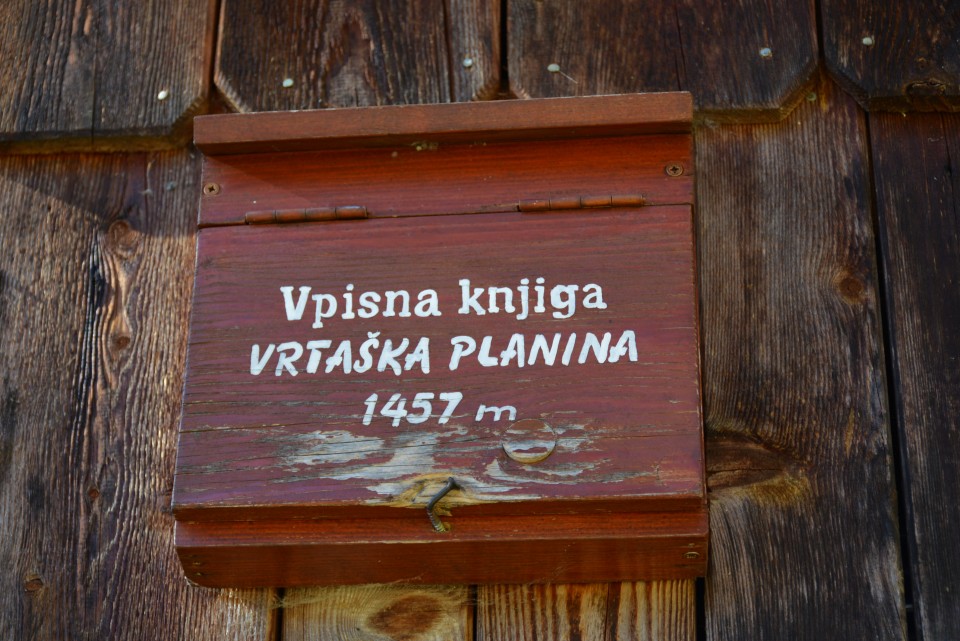 Vpisna knjiga
VRTAŠKA PLANINA
1457 m